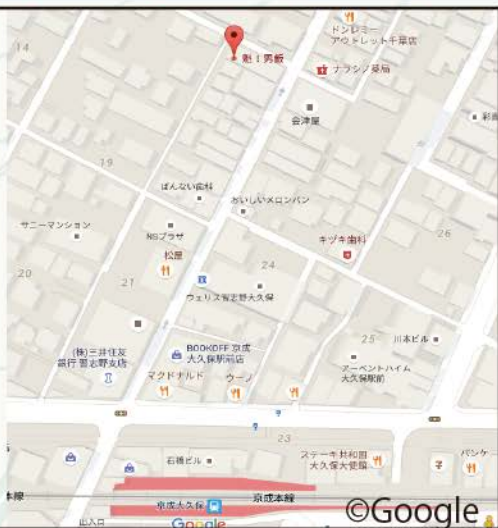 ドンレミー
アウトレット千葉店
14
魁!男飯
ナラシノ薬局
会津屋
19
ばんない歯科
おいしいメロンパン
サニーマンション
NSプラザ
キヅキ歯科
26
松屋
20
21
24
ウェリス習志野大久保
25
川本ビル
(株)三井住友
銀行 習志野支店
BOOKOFF 京成
大久保駅前店
アーベントハイム
大久保駅前
マクドナルド
ウーノ
23
石橋ビル
ステーキ共和国
大久保大使館
パンケ
本線
京成大久保
京成本線
出入口
Google
©Google